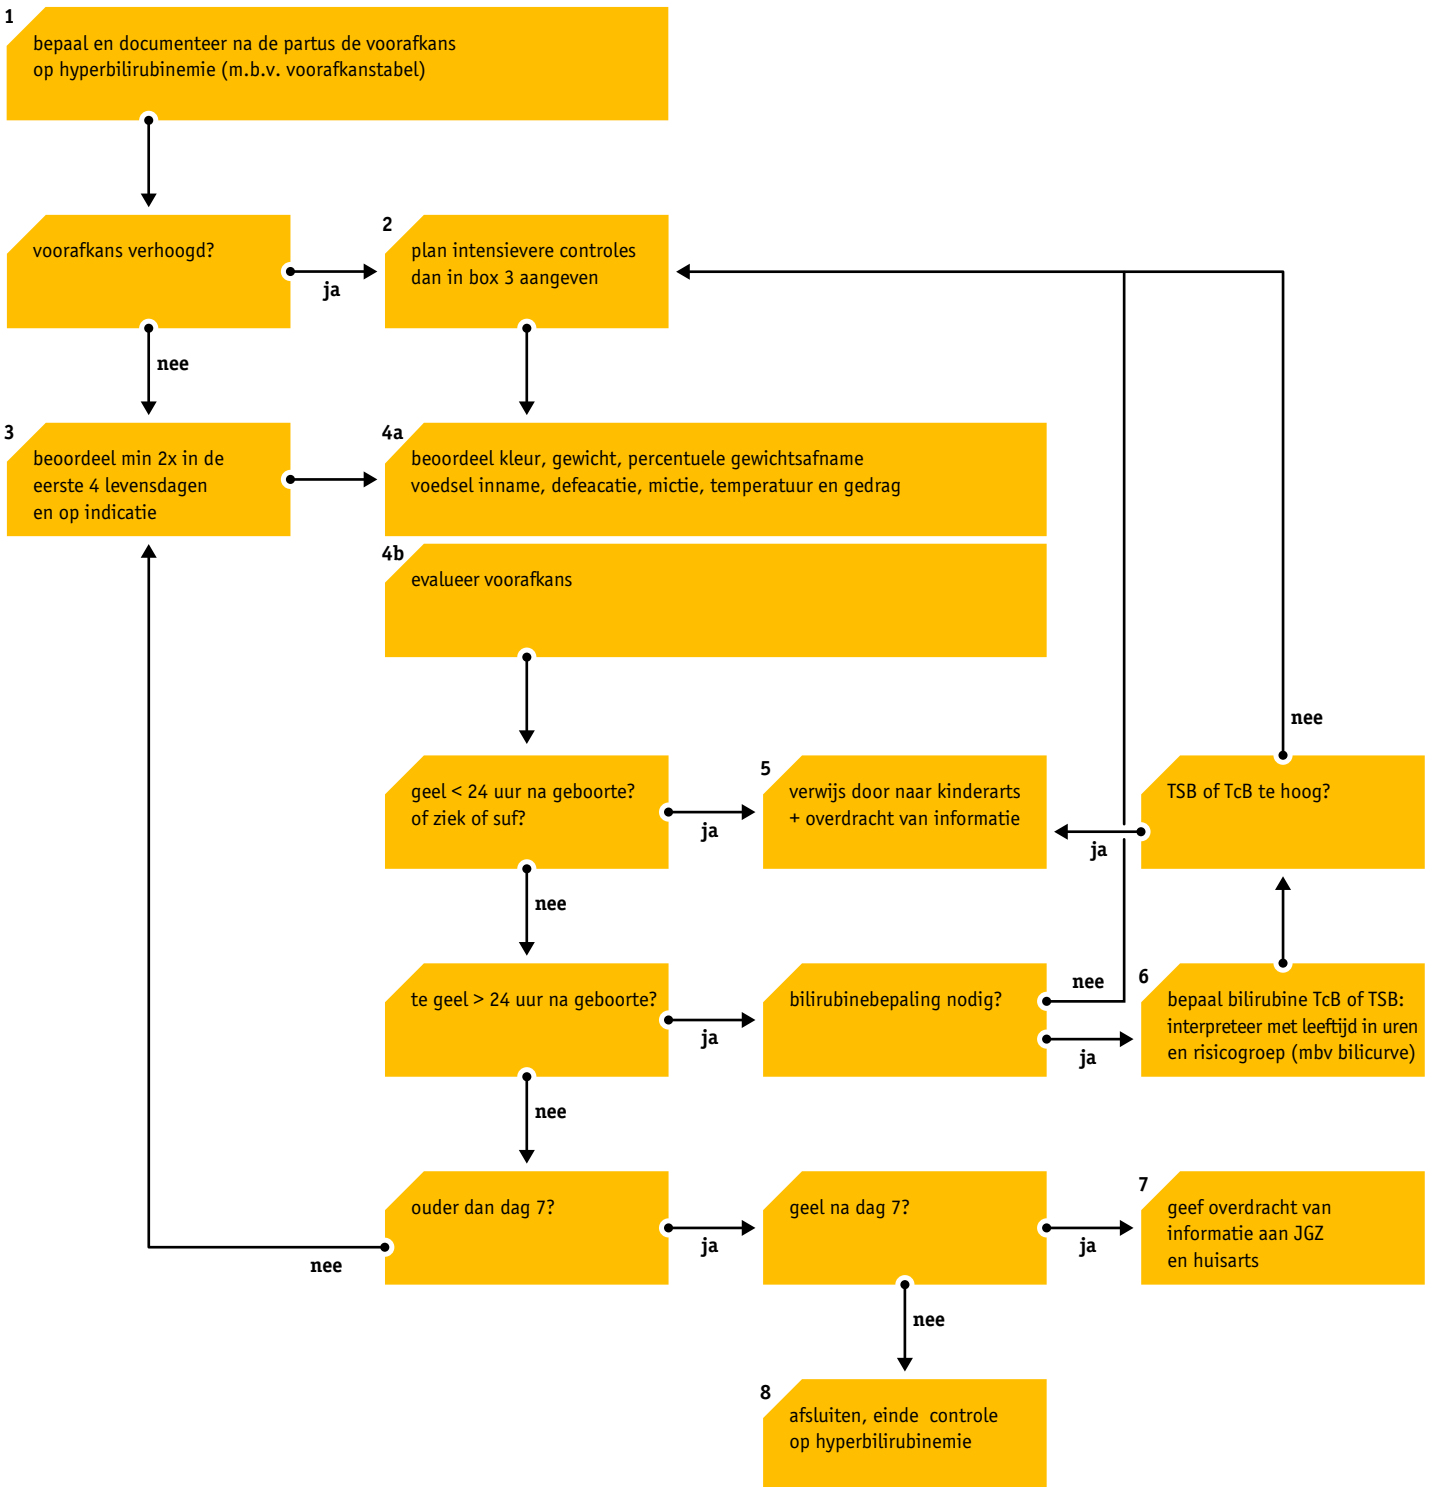 1
bepaal en documenteer na de partus de voorafkans
op hyperbilirubinemie (m.b.v. voorafkanstabel)
voorafkans verhoogd?
ja
nee
2
plan intensievere controles
dan in box 3 aangeven
3
beoordeel min 2x in de
eerste 4 levensdagen
en op indicatie
4a
beoordeel kleur, gewicht, percentuele gewichtsafname
voedsel inname, defeacatie, mictie, temperatuur en gedrag
4b
evalueer voorafkans
geel < 24 uur na geboorte?
of ziek of suf?
ja
nee
5
verwijs door naar kinderarts
+ overdracht van informatie
TSB of TcB te hoog?
nee
ja
te geel > 24 uur na geboorte?
ja
nee
bilirubinebepaling nodig?
nee
ja
6
bepaal bilirubine TcB of TSB:
interpreteer met leeftijd in uren
en risicogroep (mbv bilicurve)
ouder dan dag 7?
nee
ja
geel na dag 7?
ja
nee
7
geef overdracht van
informatie aan JGZ
en huisarts
8
afsluiten, einde controle
op hyperbilirubinemie